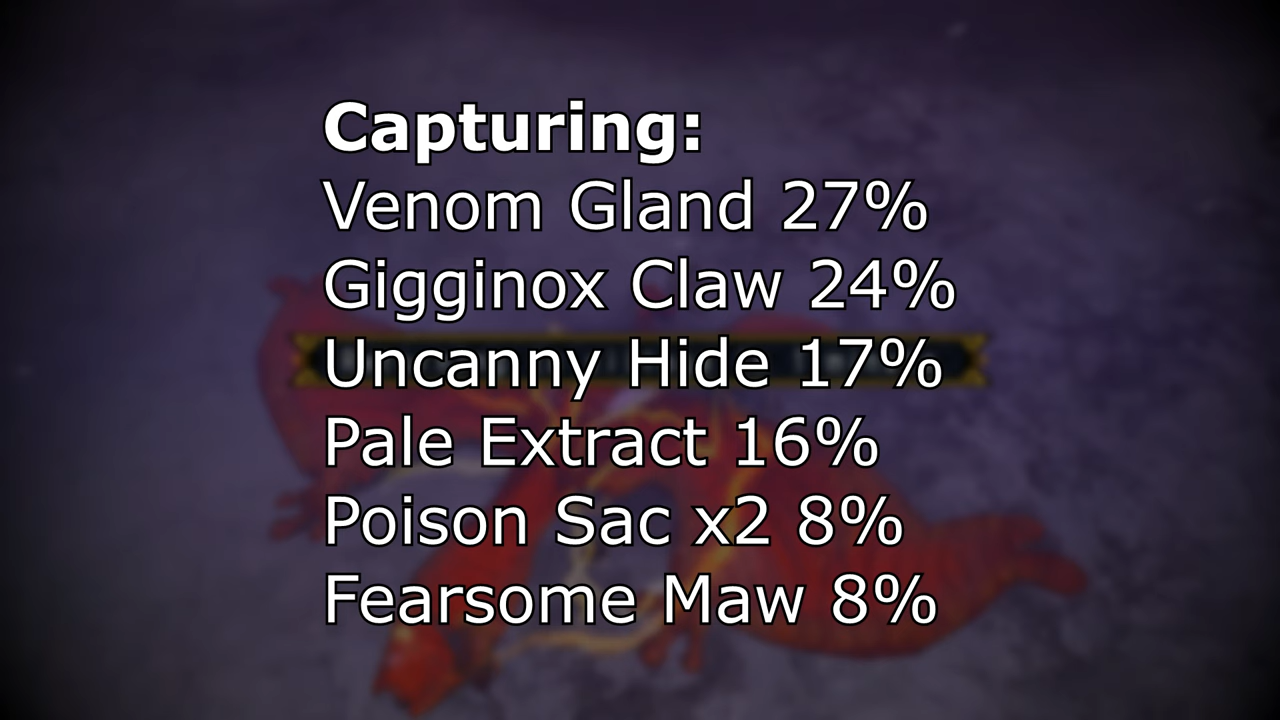 Capturing:
Venom Gland 27%
Gigginox Claw 24%
Uncanny Hide 17%
Pale Extract 16%
Poison Sac x2 8%
Fearsome Maw 8%